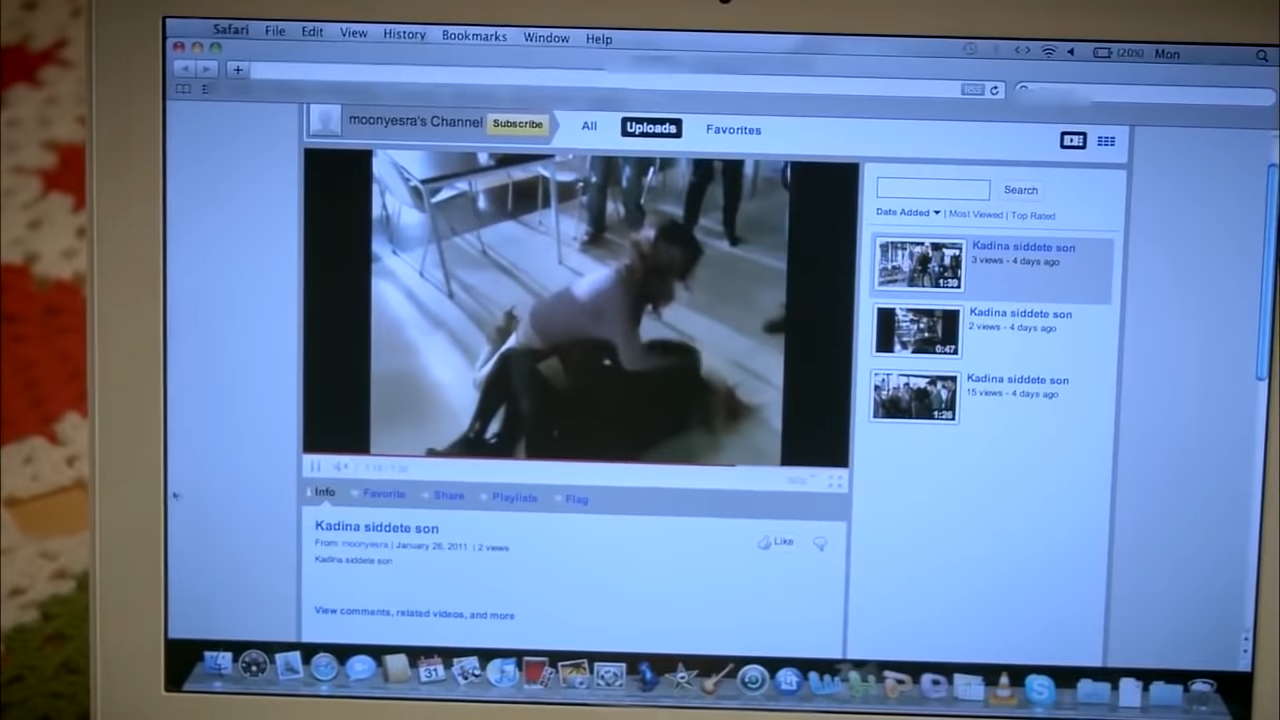 Safari File Edit View History Bookmarks Window Help (20%) Mon
RSS
moonyesra's Channel Subscribe All Uploads Favorites
Search
Date Added | Most Viewed | Top Rated
Kadina siddete son
3 views - 4 days ago
1:39
Kadina siddete son
2 views - 4 days ago
0:47
Kadina siddete son
15 views - 4 days ago
1:26
Info Favorite Share Playlists Flag
Kadina siddete son
From: moonyesra | January 26, 2011 | 2 views
Kadina siddete son
Like
View comments, related videos, and more
31